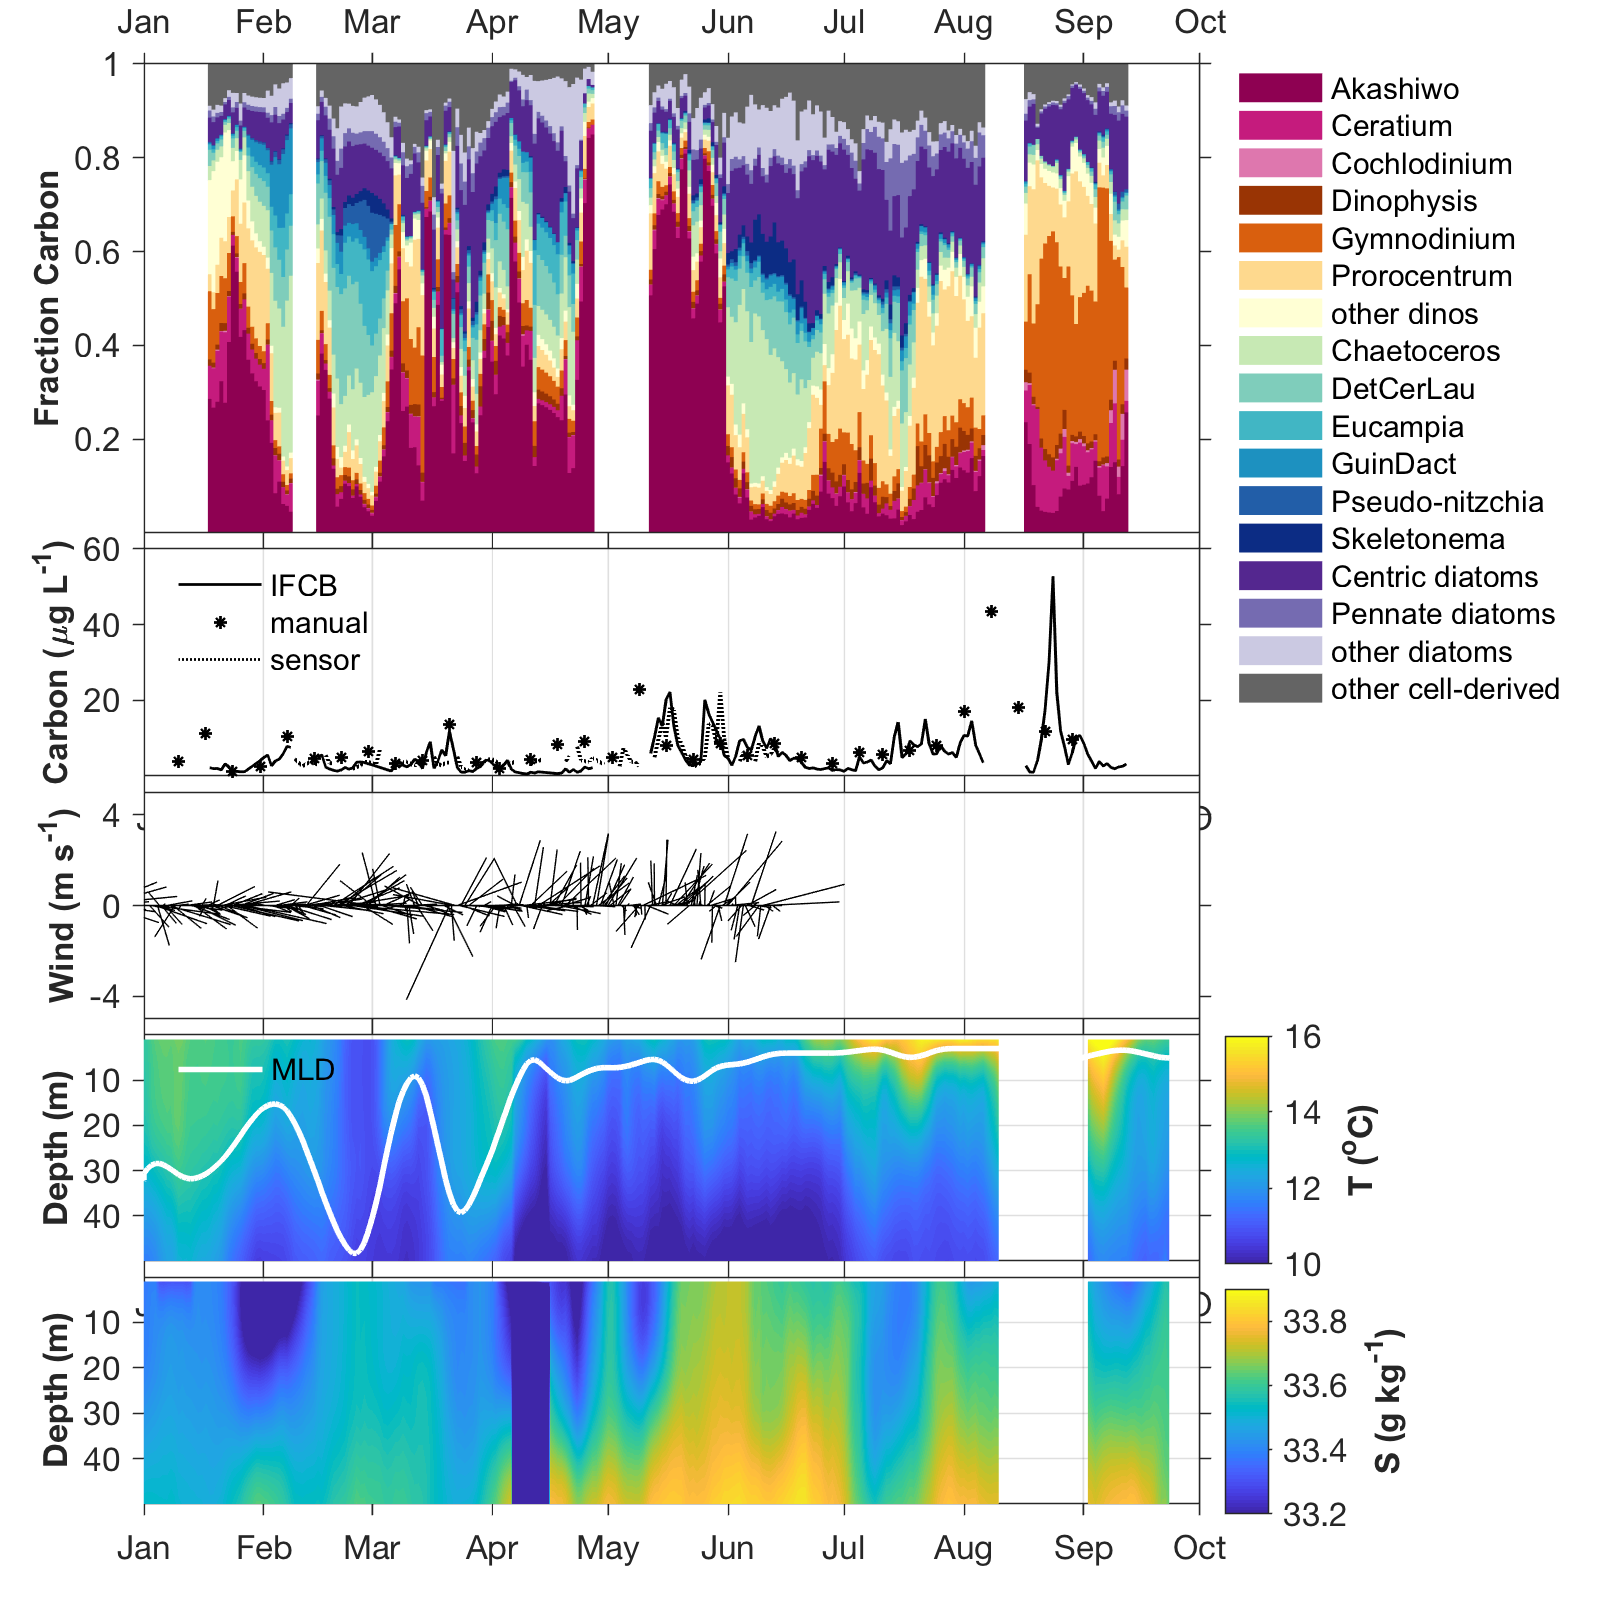 Jan Feb Mar Apr May Jun Jul Aug Sep Oct
1
0.8
0.6
0.4
0.2
Fraction Carbon
Akashiwo
Ceratium
Cochlodinium
Dinophysis
Gymnodinium
Prorocentrum
other dinos
Chaetoceros
DetCerLau
Eucampia
GuinDact
Pseudo-nitzchia
Skeletonema
Centric diatoms
Pennate diatoms
other diatoms
other cell-derived
60
40
20
Carbon (μg L-1)
IFCB
manual
sensor
4
0
-4
Wind (m s-1)
MLD
10
20
30
40
Depth (m)
16
14
12
10
T (oC)
10
20
30
40
Depth (m)
33.8
33.6
33.4
33.2
S (g kg-1)
Jan Feb Mar Apr May Jun Jul Aug Sep Oct